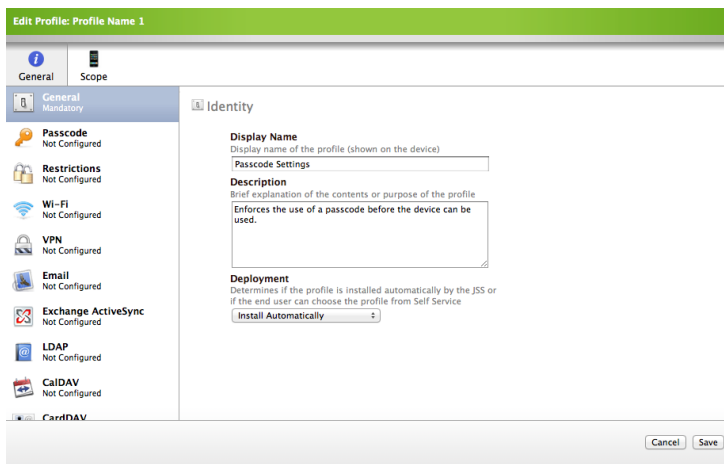 Edit Profile: Profile Name 1
General
Scope
General
Mandatory
Passcode
Not Configured
Restrictions
Not Configured
Wi-Fi
Not Configured
VPN
Not Configured
Email
Not Configured
Exchange ActiveSync
Not Configured
LDAP
Not Configured
CalDAV
Not Configured
CardDAV
Identity
Display Name
Display name of the profile (shown on the device)
Passcode Settings
Description
Brief explanation of the contents or purpose of the profile
Enforces the use of a passcode before the device can be
used.
Deployment
Determines if the profile is installed automatically by the JSS or
if the end user can choose the profile from Self Service
Install Automatically
Cancel
Save